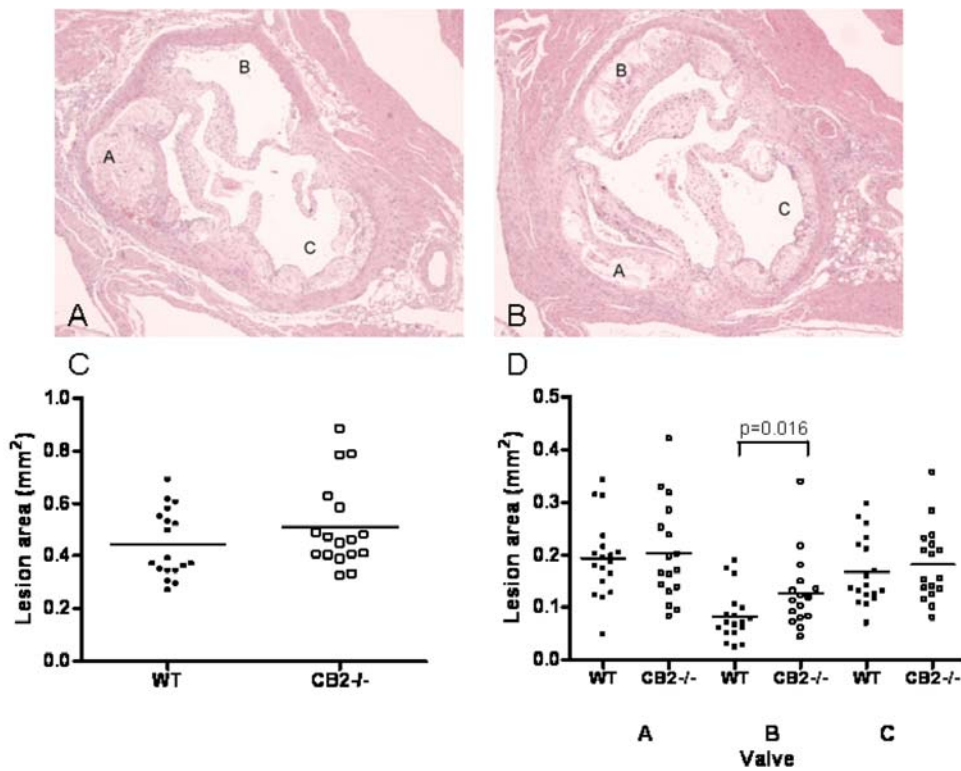 B
A
C
A
B
A
C
B
C
Lesion area (mm²)
1.0
0.8
0.6
0.4
0.2
0.0
WT
CB2-/-
D
Lesion area (mm²)
0.5
0.4
0.3
0.2
0.1
0.0
p=0.016
WT CB2-/- WT CB2-/- WT CB2-/-
A B C
Valve